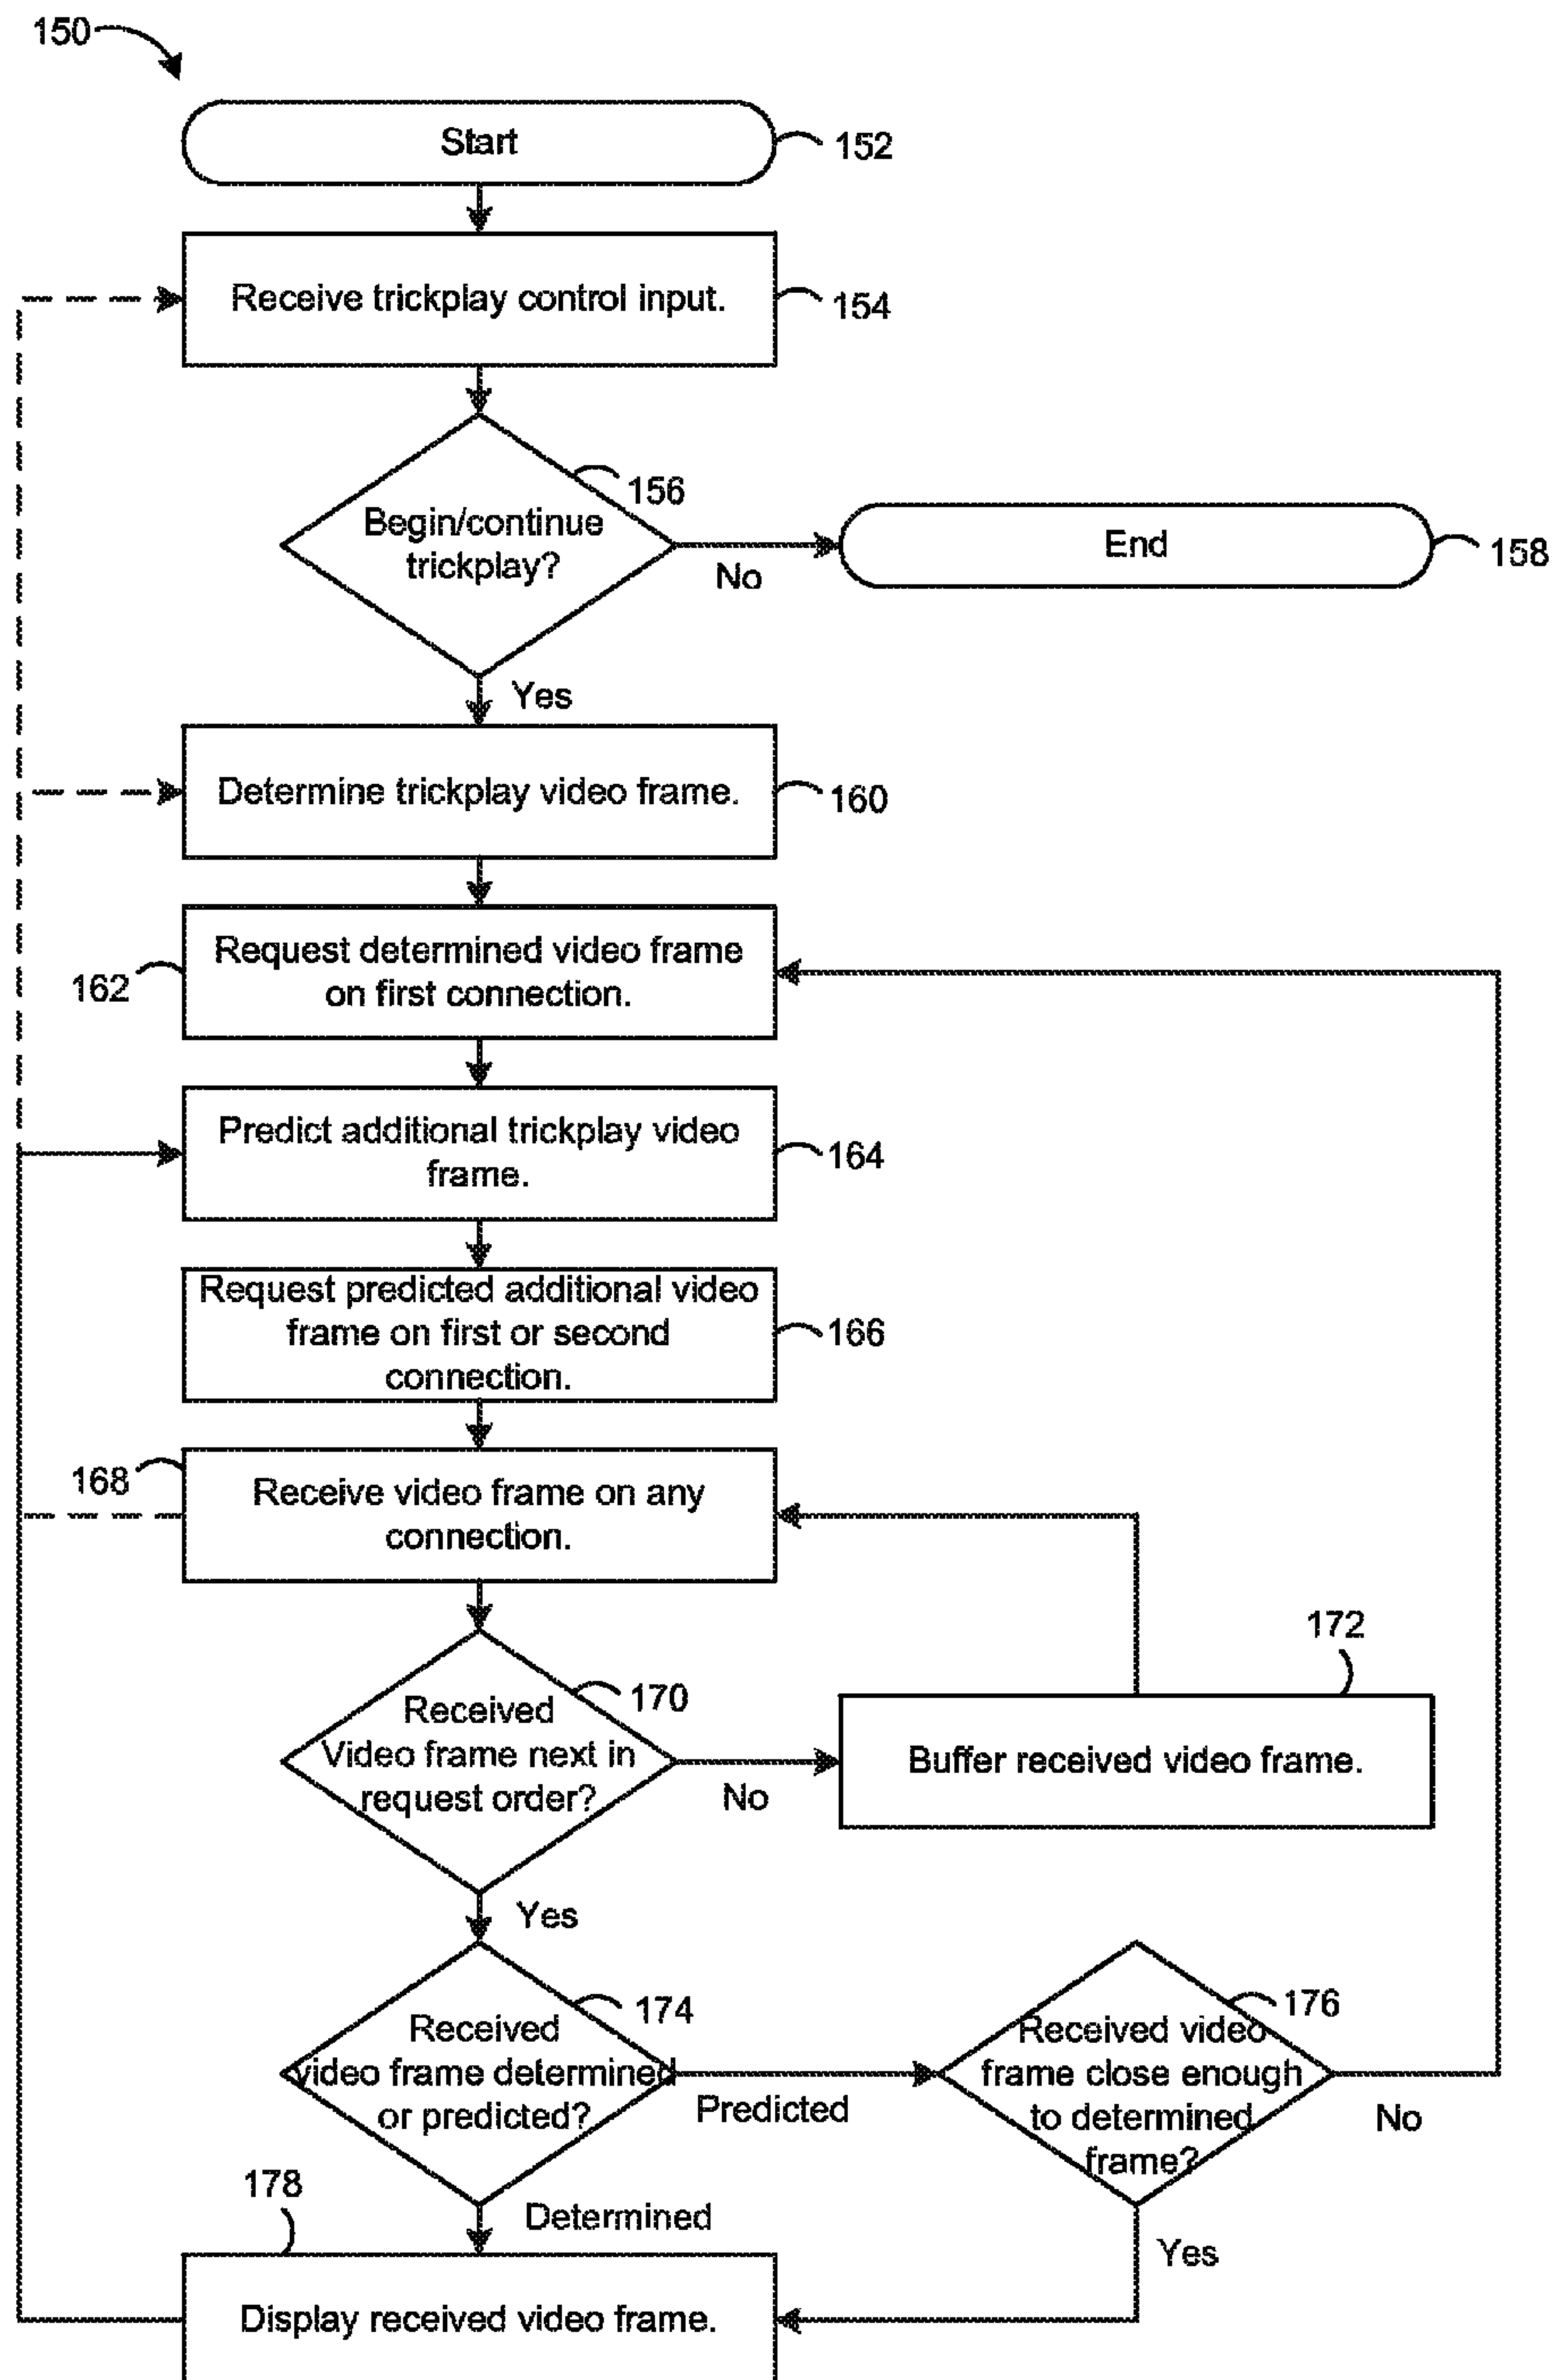 150
Start
152
Receive trickplay control input.
154
156
Begin/continue
trickplay?
No
End
158
Yes
Determine trickplay video frame.
160
Request determined video frame
on first connection.
162
Predict additional trickplay video
frame.
164
Request predicted additional video
frame on first or second
connection.
166
168
Receive video frame on any
connection.
170
Received
Video frame next in
request order?
No
172
Buffer received video frame.
Yes
174
Received
video frame determined
or predicted?
Predicted
176
Received video
frame close enough
to determined
frame?
No
Determined
Yes
178
Display received video frame.